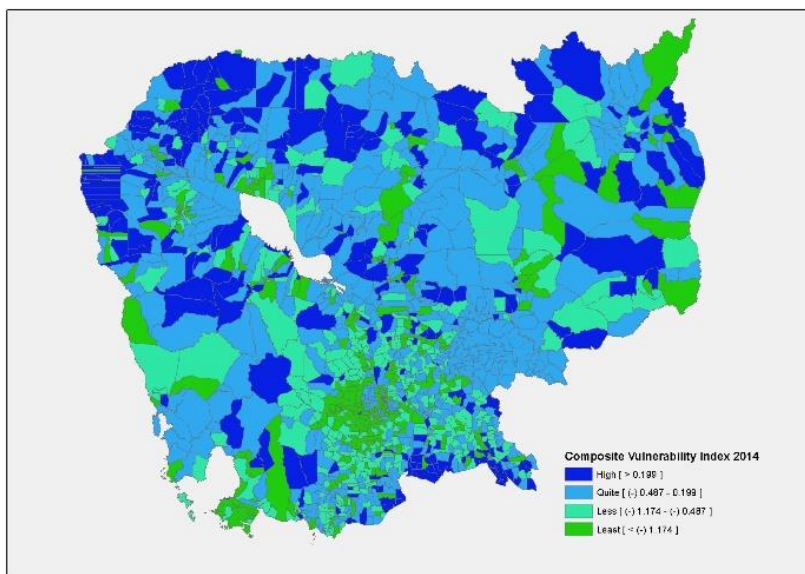 Composite Vulnerability Index 2014
High [ > 0.199 ]
Quite [ (-) 0.487 - 0.199 ]
Less [ (-) 1.174 - (-) 0.487 ]
Least [ < (-) 1.174 ]